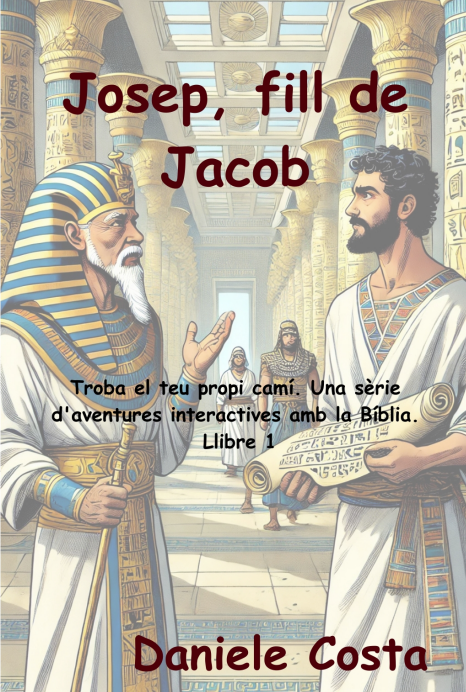 Josep, fill de
Jacob
Troba el teu propi camí. Una sèrie
d'aventures interactives amb la Bíblia.
Llibre 1
Daniele Costa